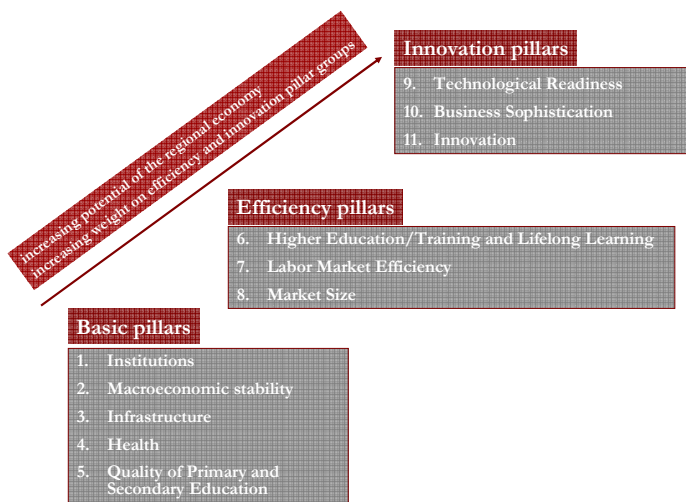 increasing potential of the regional economy
increasing weight on efficiency and innovation pillar groups
Innovation pillars
9. Technological Readiness
10. Business Sophistication
11. Innovation
Efficiency pillars
6. Higher Education/Training and Lifelong Learning
7. Labor Market Efficiency
8. Market Size
Basic pillars
1. Institutions
2. Macroeconomic stability
3. Infrastructure
4. Health
5. Quality of Primary and
Secondary Education